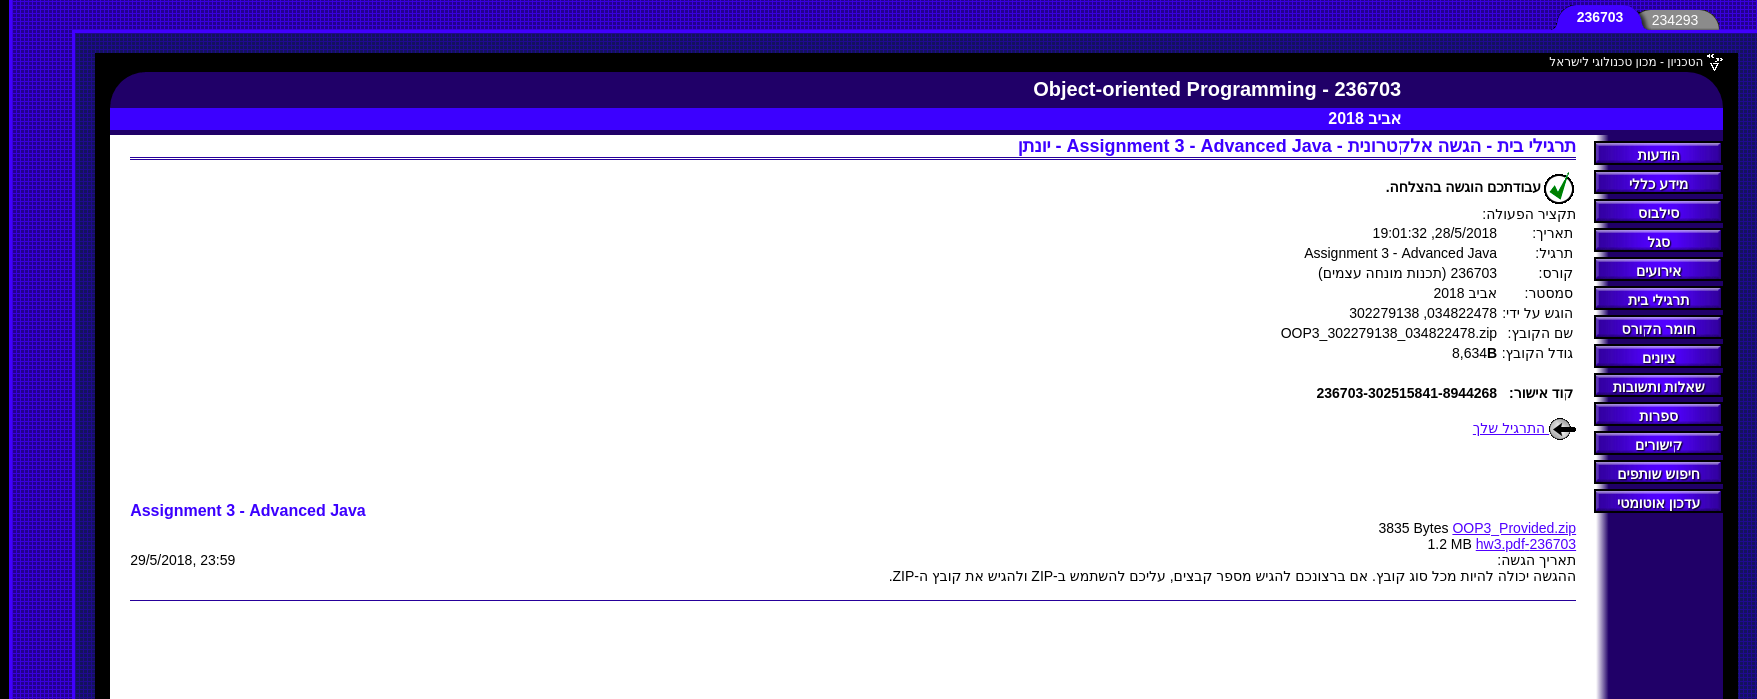 236703
234293
הטכניון - מכון טכנולוגי לישראל
Object-oriented Programming - 236703
אביב 2018
תרגילי בית - הגשה אלקטרונית - Assignment 3 - Advanced Java - יונתן
הודעות
מידע כללי
סילבוס
סגל
אירועים
תרגילי בית
חומר הקורס
ציונים
שאלות ותשובות
ספרות
קישורים
חיפוש שותפים
עדכון אוטומטי
עבודתכם הוגשה בהצלחה.
תקציר הפעולה:
תאריך: 28/5/2018, 19:01:32
תרגיל: Assignment 3 - Advanced Java
קורס: 236703 (תכנות מונחה עצמים)
סמסטר: אביב 2018
הוגש על ידי: 034822478, 302279138
שם הקובץ: OOP3_302279138_034822478.zip
גודל הקובץ: 8,634B
קוד אישור: 236703-302515841-8944268
התרגיל שלך
Assignment 3 - Advanced Java
3835 Bytes OOP3_Provided.zip
1.2 MB hw3.pdf-236703
תאריך הגשה: 29/5/2018, 23:59
ההגשה יכולה להיות מכל סוג קובץ. אם ברצונכם להגיש מספר קבצים, עליכם להשתמש ב-ZIP ולהגיש את קובץ ה-ZIP.